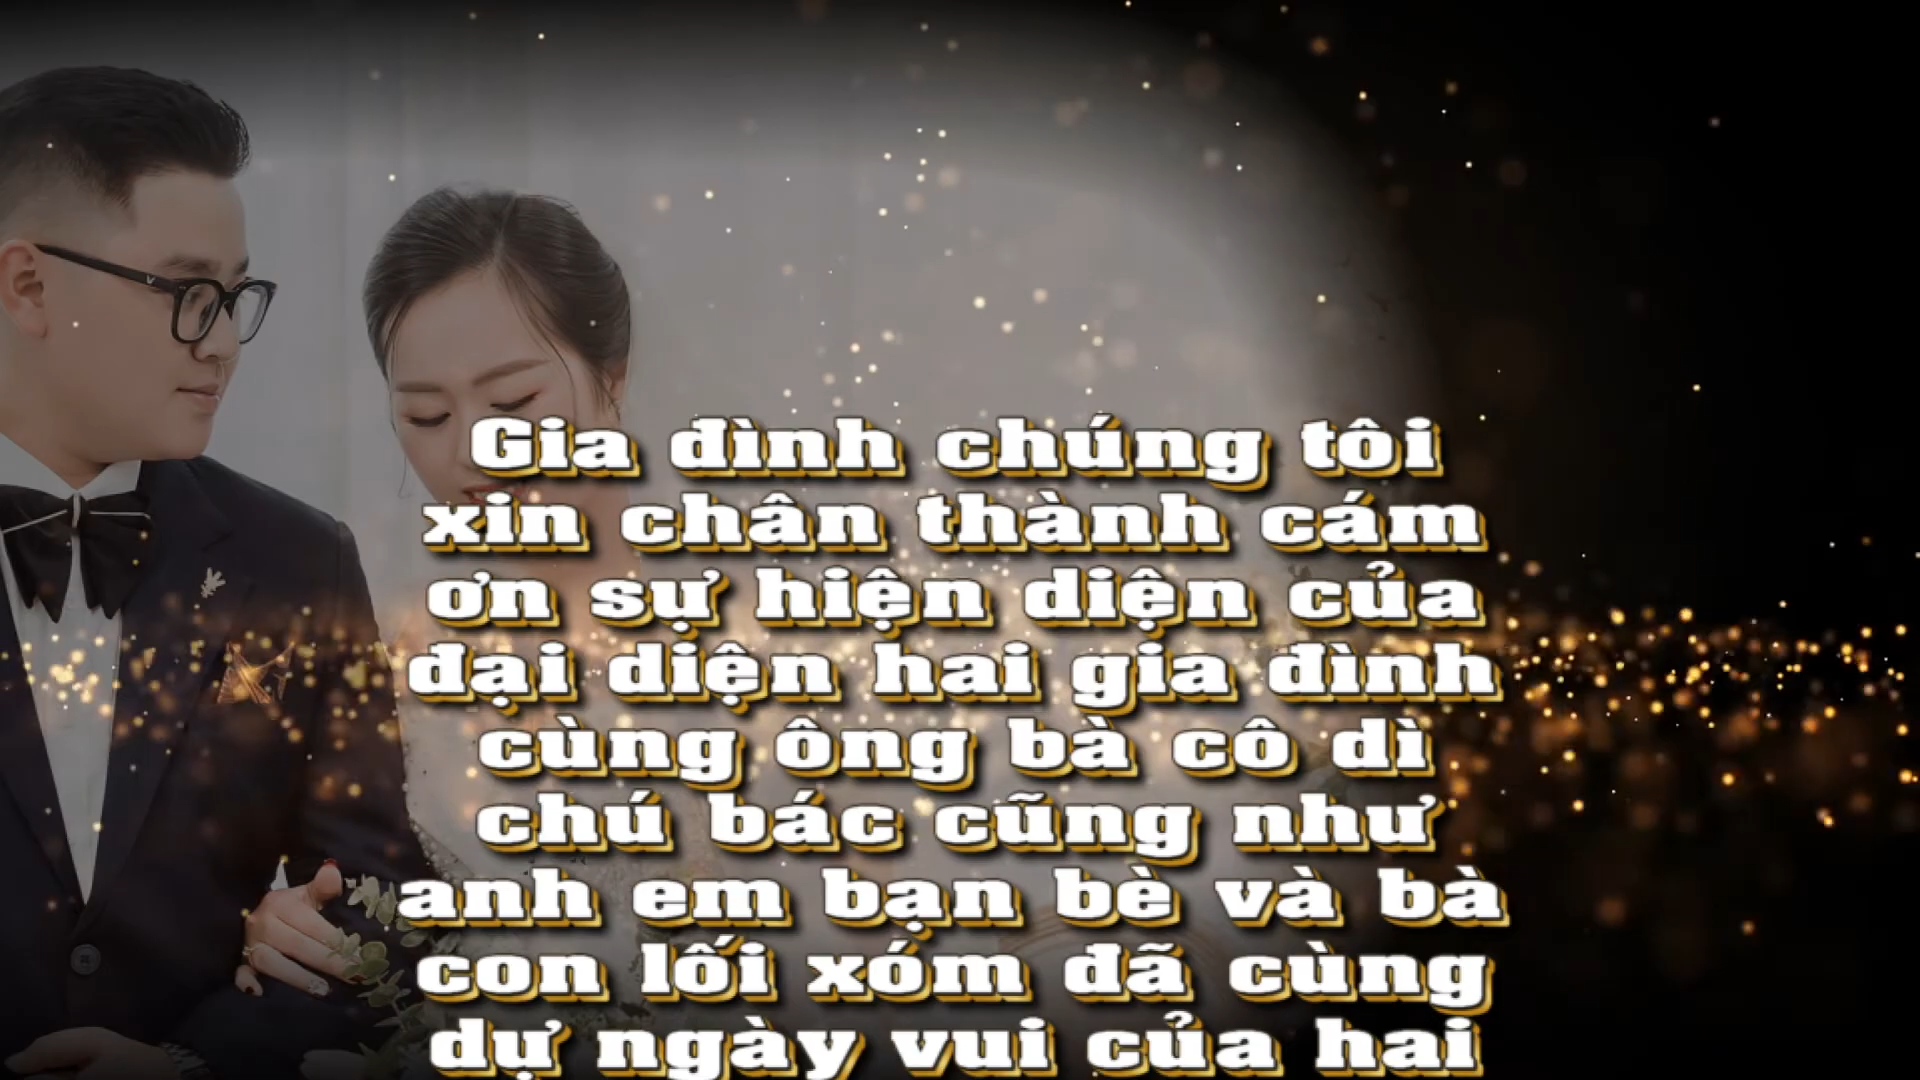 Gia đình chúng tôi
xin chân thành cám
ơn sự hiện diện của
đại diện hai gia đình
cùng ông bà cô dì
chú bác cũng như
anh em bạn bè và bà
con lối xóm đã cùng
dự ngày vui của hai